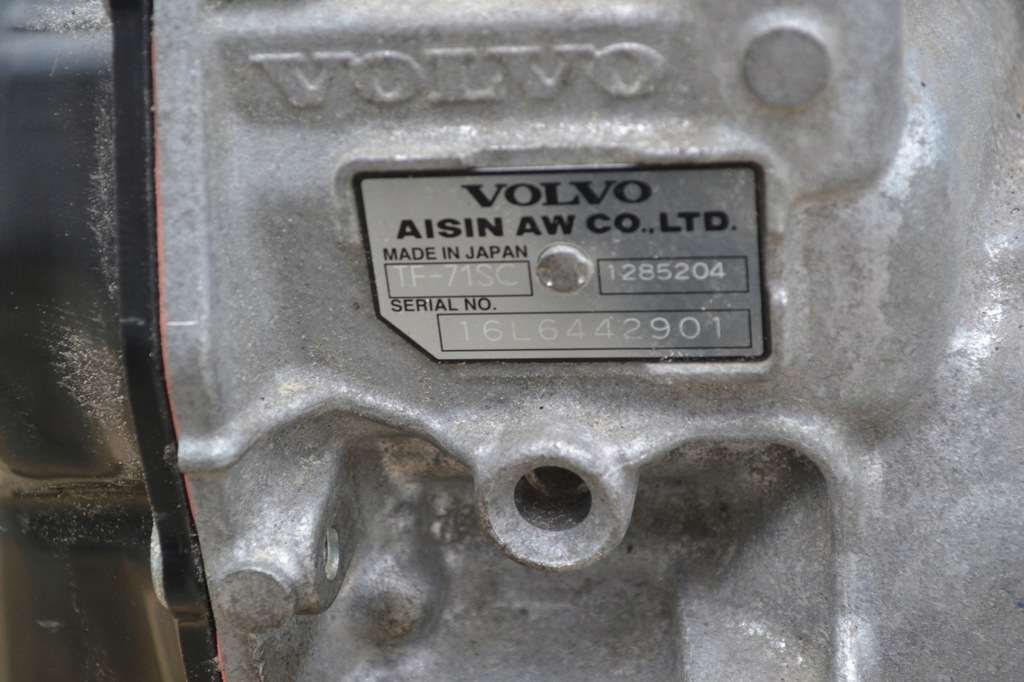 VOLVO
VOLVO
AISIN AW CO.,LTD.
MADE IN JAPAN
TF-71SC 1285204
SERIAL NO.
16L6442901